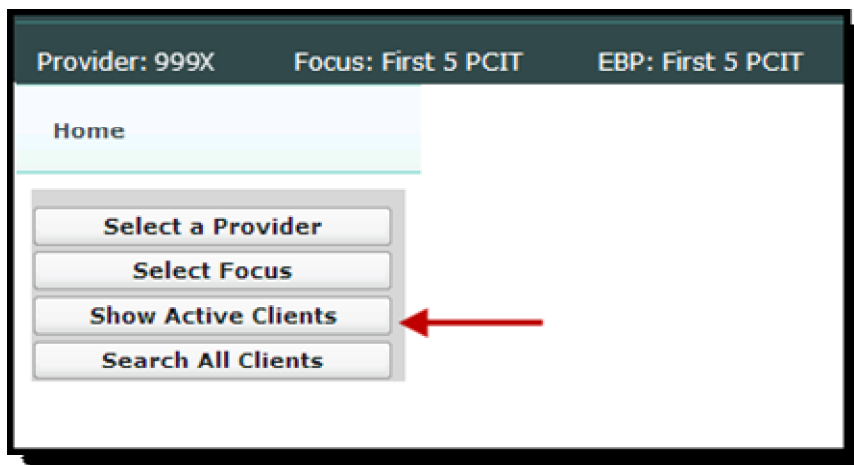 Provider: 999X Focus: First 5 PCIT EBP: First 5 PCIT
Home
Select a Provider
Select Focus
Show Active Clients
Search All Clients